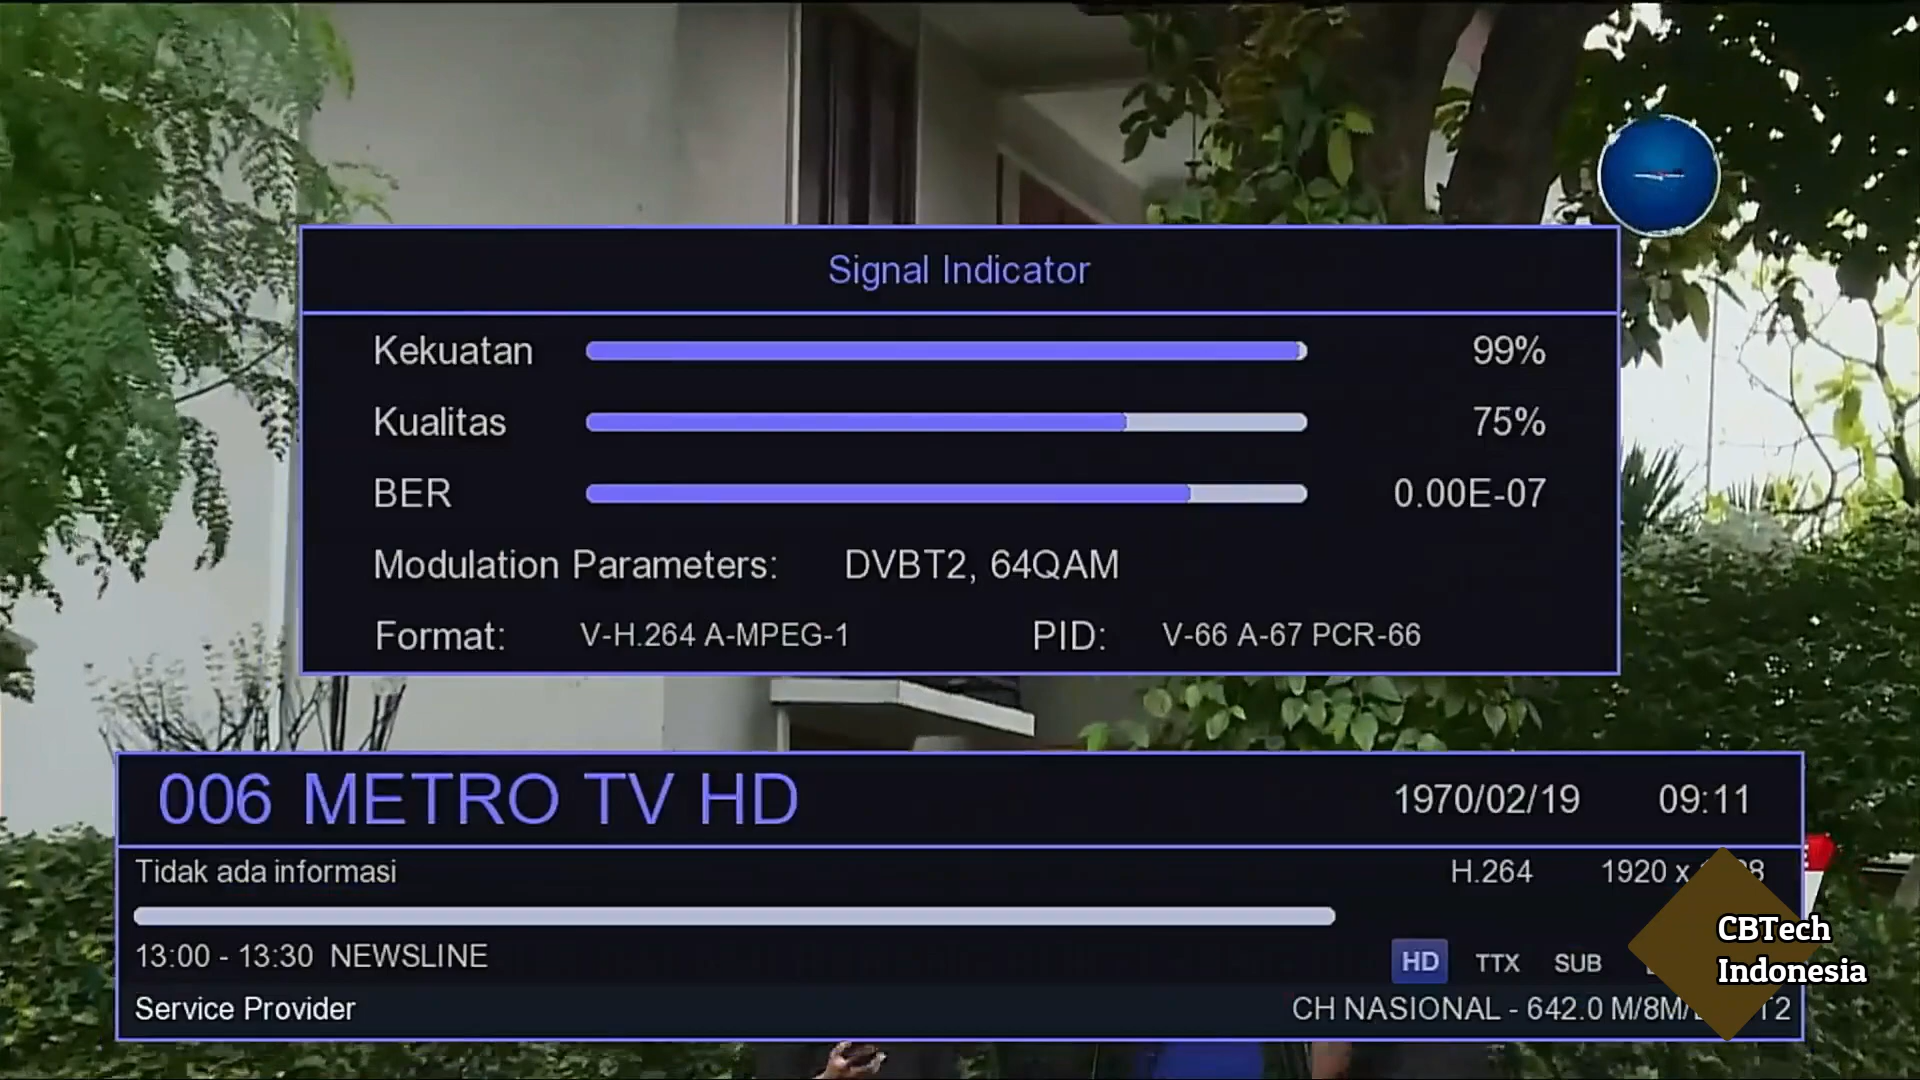 Signal Indicator
Kekuatan 99%
Kualitas 75%
BER 0.00E-07
Modulation Parameters: DVBT2, 64QAM
Format: V-H.264 A-MPEG-1 PID: V-66 A-67 PCR-66
006 METRO TV HD 1970/02/19 09:11
Tidak ada informasi H.264 1920 x
13:00 - 13:30 NEWSLINE HD TTX SUB
CBTech
Indonesia
Service Provider CH NASIONAL - 642.0 M/8M/